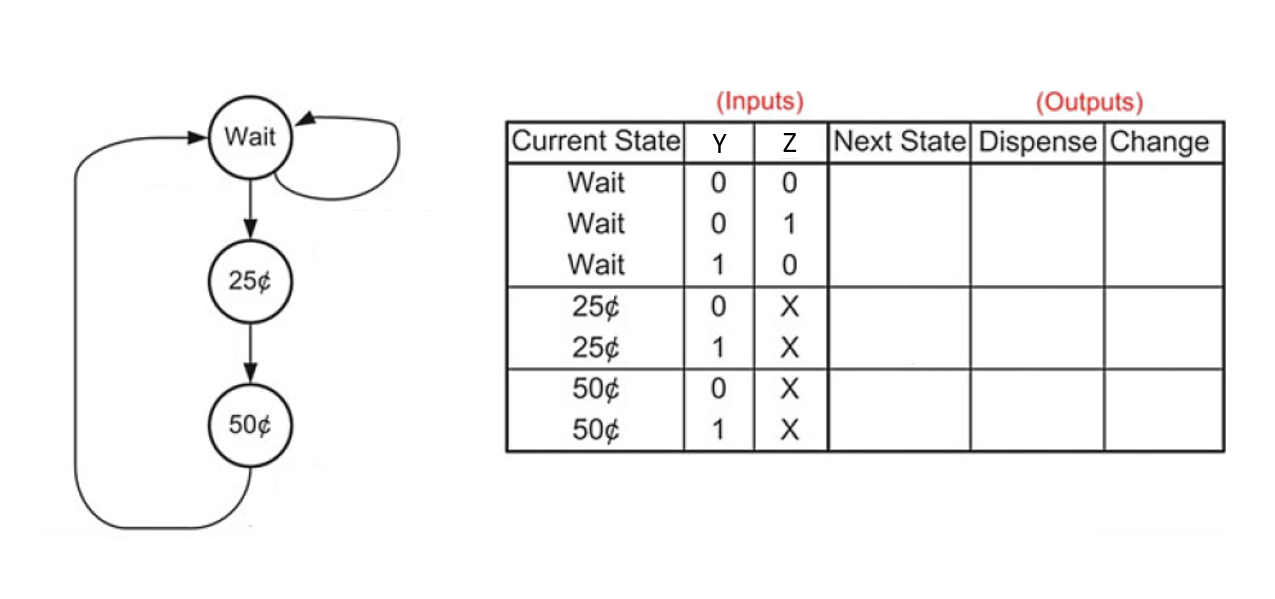 Wait
25¢
50¢
(Inputs) (Outputs)
Current State Y Z Next State Dispense Change
Wait 0 0
Wait 0 1
Wait 1 0
25¢ 0 X
25¢ 1 X
50¢ 0 X
50¢ 1 X